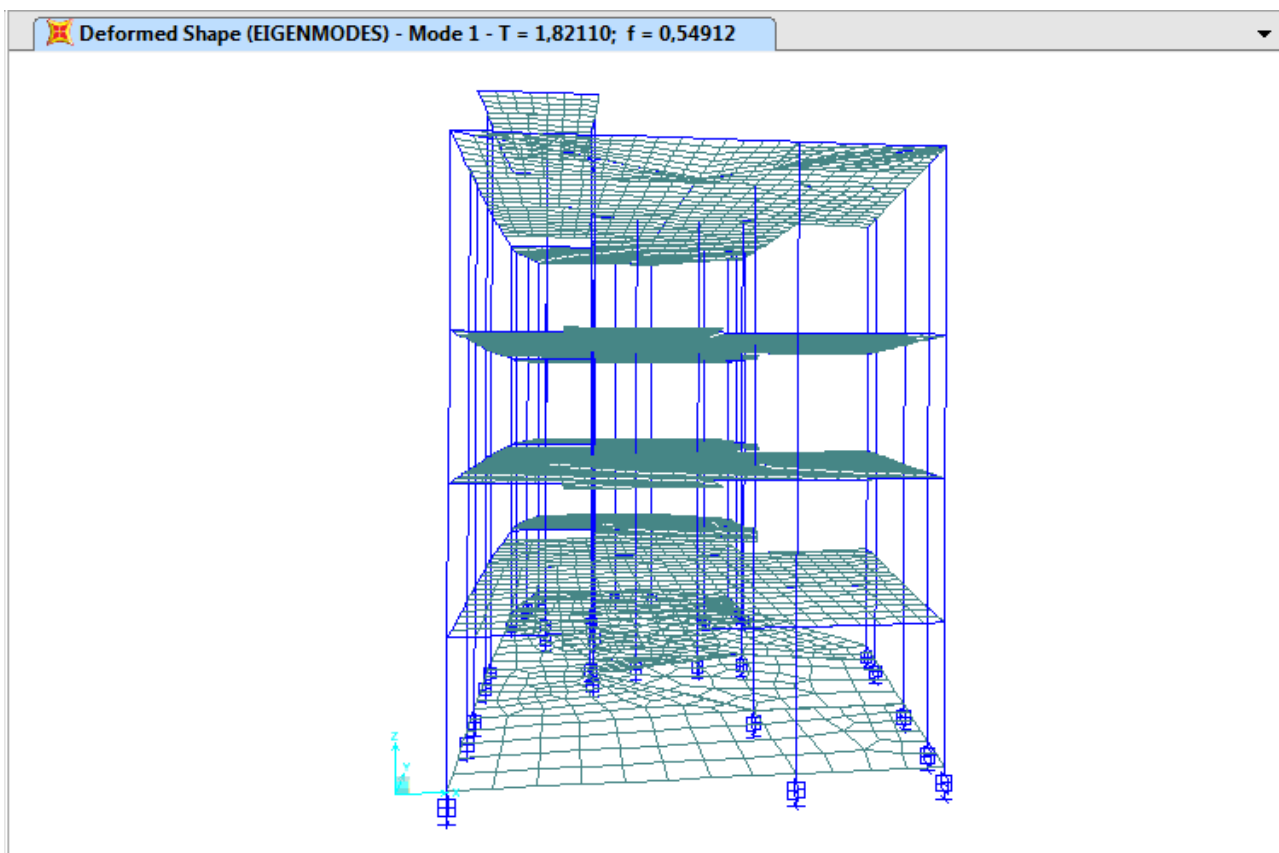 Deformed Shape (EIGENMODES) - Mode 1 - T = 1,82110; f = 0,54912
Z
Y
X